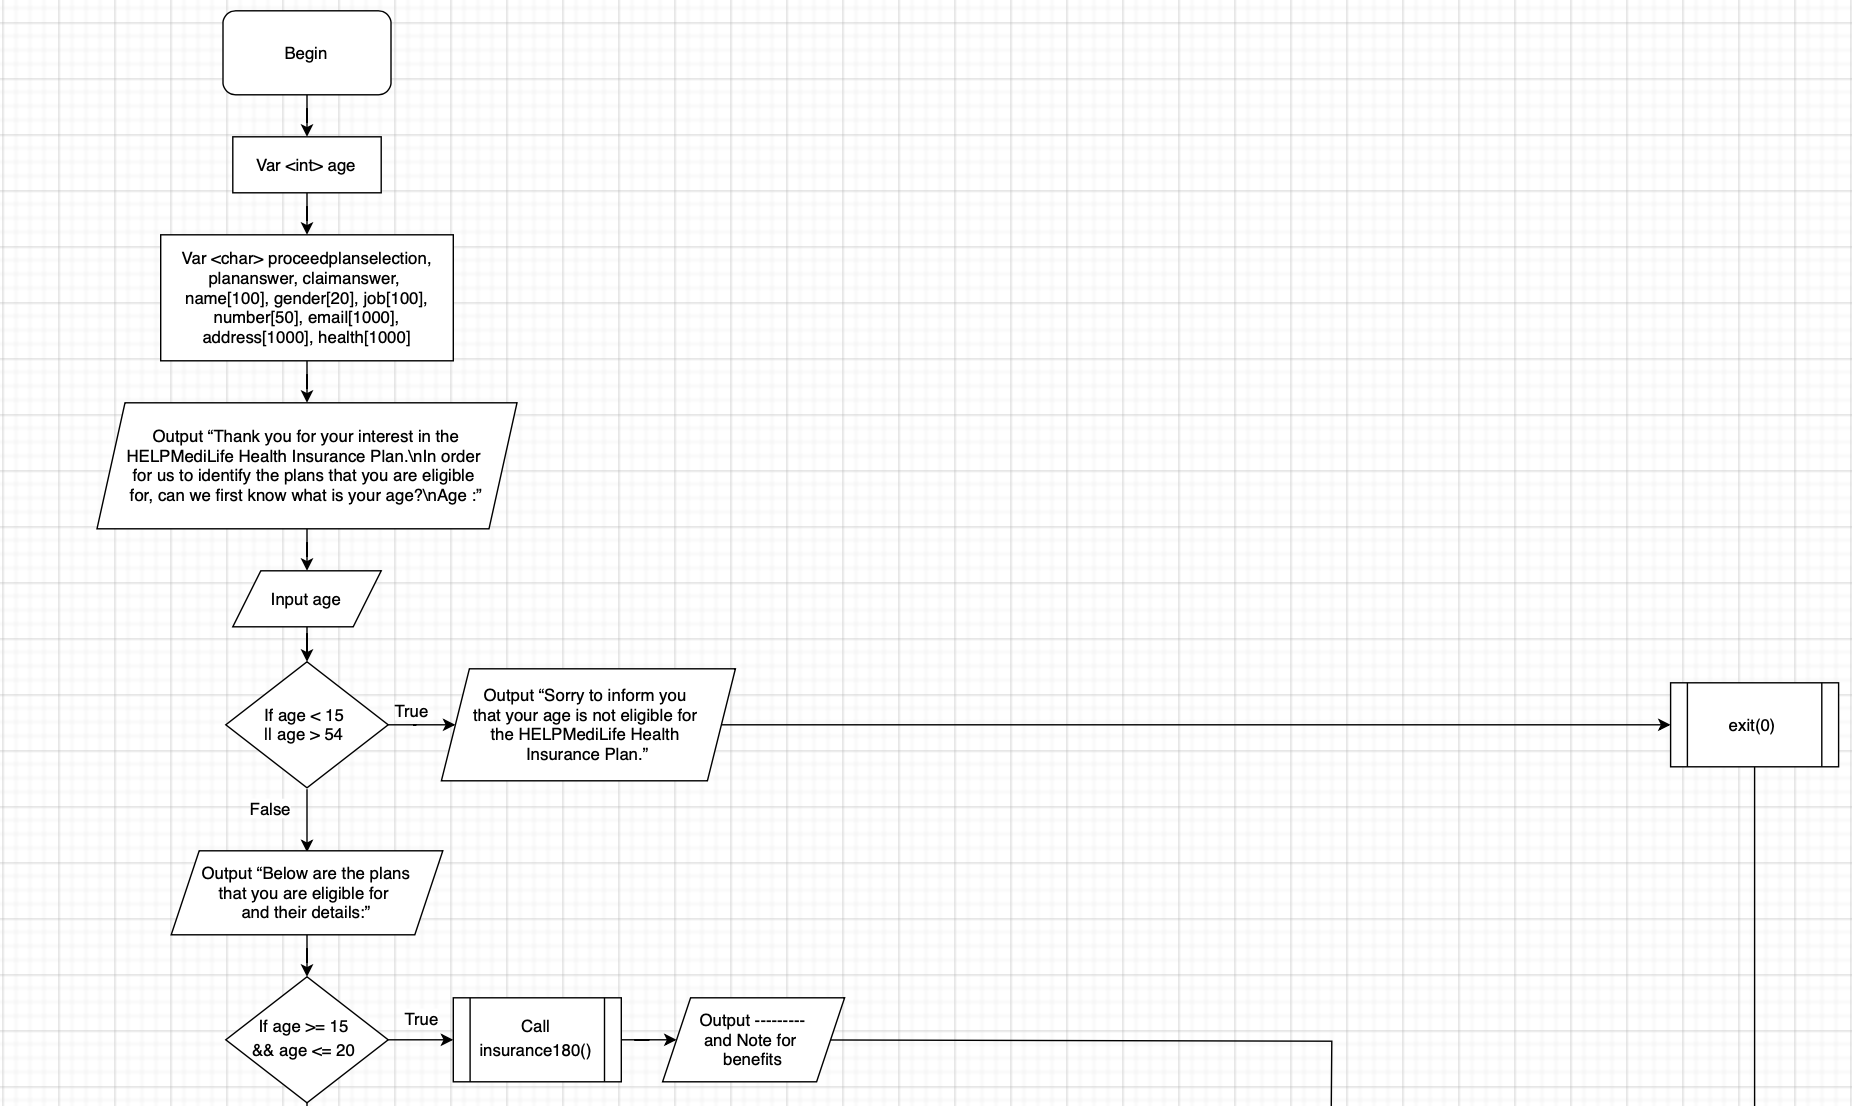 Begin
Var <int> age
Var <char> proceedplanselection,
plananswer, claimanswer,
name[100], gender[20], job[100],
number[50], email[1000],
address[1000], health[1000]
Output “Thank you for your interest in the
HELPMediLife Health Insurance Plan.\nIn order
for us to identify the plans that you are eligible
for, can we first know what is your age?\nAge :”
Input age
If age < 15
|| age > 54
True
Output “Sorry to inform you
that your age is not eligible for
the HELPMediLife Health
Insurance Plan.”
exit(0)
False
Output “Below are the plans
that you are eligible for
and their details:”
If age >= 15
&& age <= 20
True
Call
insurance180()
Output ---------
and Note for
benefits